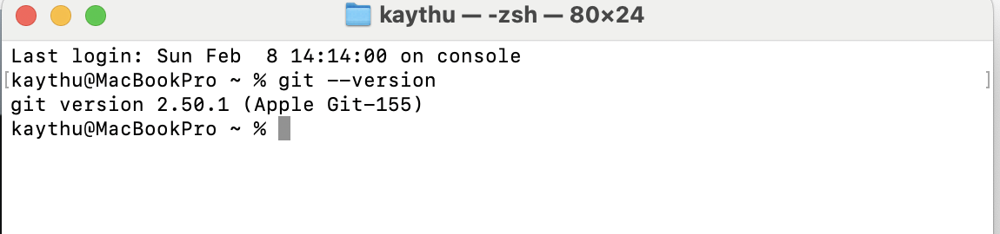 kaythu — -zsh — 80×24
Last login: Sun Feb  8 14:14:00 on console
[kaythu@MacBookPro ~ % git --version ]
git version 2.50.1 (Apple Git-155)
kaythu@MacBookPro ~ %